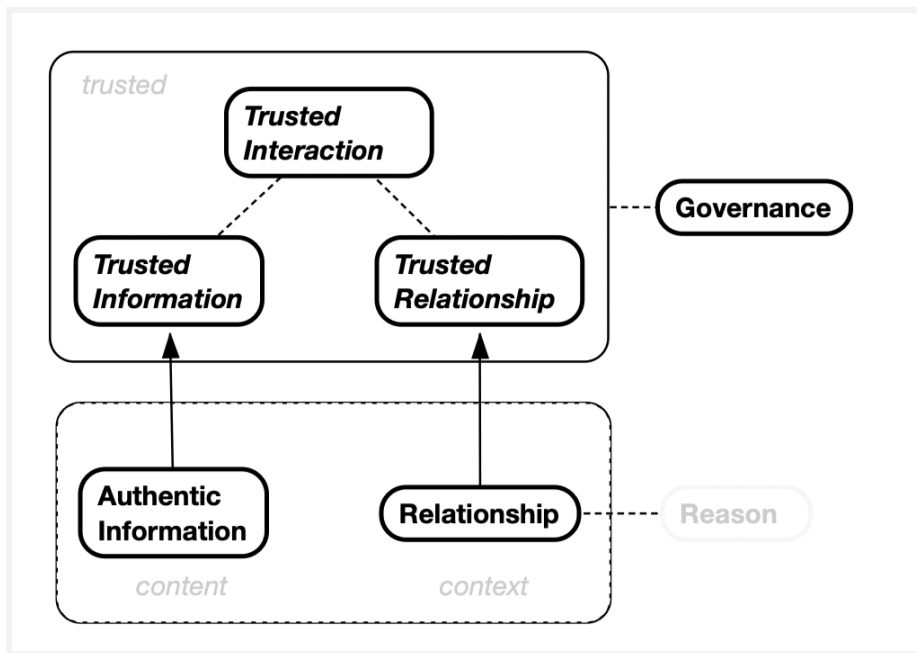 trusted
Trusted
Interaction
Governance
Trusted
Information
Trusted
Relationship
Authentic
Information
Relationship
Reason
content
context